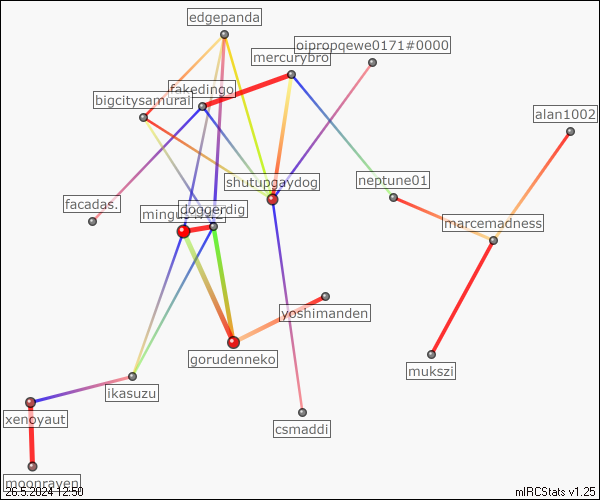 edgepanda
oipropqewe0171#0000
mercurybro
fakedingo
bigcitysamurai
alan1002
shutupgaydog
neptune01
facadas.
doggerdig
marcemadness
yoshimanden
gorudenneko
mukszi
ikasuzu
xenoyaut
csmaddi
moonraven
26.5.2024 12:50
mIRCStats v1.25